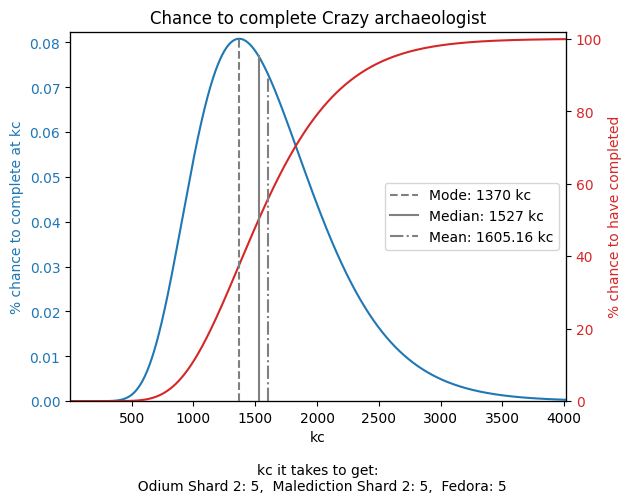 Chance to complete Crazy archaeologist
% chance to complete at kc
0.08
0.07
0.06
0.05
0.04
0.03
0.02
0.01
0.00
100
80
60
40
20
0
% chance to have completed
Mode: 1370 kc
Median: 1527 kc
Mean: 1605.16 kc
500 1000 1500 2000 2500 3000 3500 4000
kc
kc it takes to get:
Odium Shard 2: 5,  Malediction Shard 2: 5,  Fedora: 5